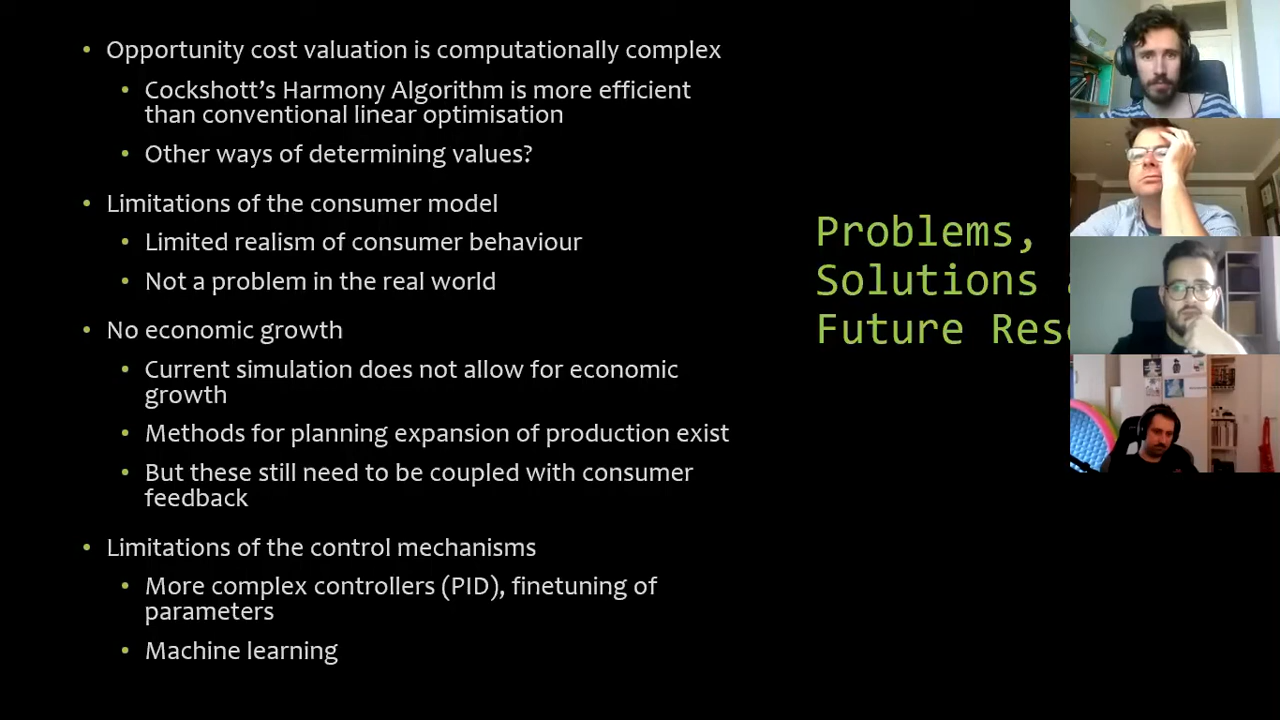 • Opportunity cost valuation is computationally complex
• Cockshott’s Harmony Algorithm is more efficient
than conventional linear optimisation
• Other ways of determining values?
• Limitations of the consumer model
• Limited realism of consumer behaviour
• Not a problem in the real world
• No economic growth
• Current simulation does not allow for economic
growth
• Methods for planning expansion of production exist
• But these still need to be coupled with consumer
feedback
• Limitations of the control mechanisms
• More complex controllers (PID), finetuning of
parameters
• Machine learning
Problems,
Solutions
Future